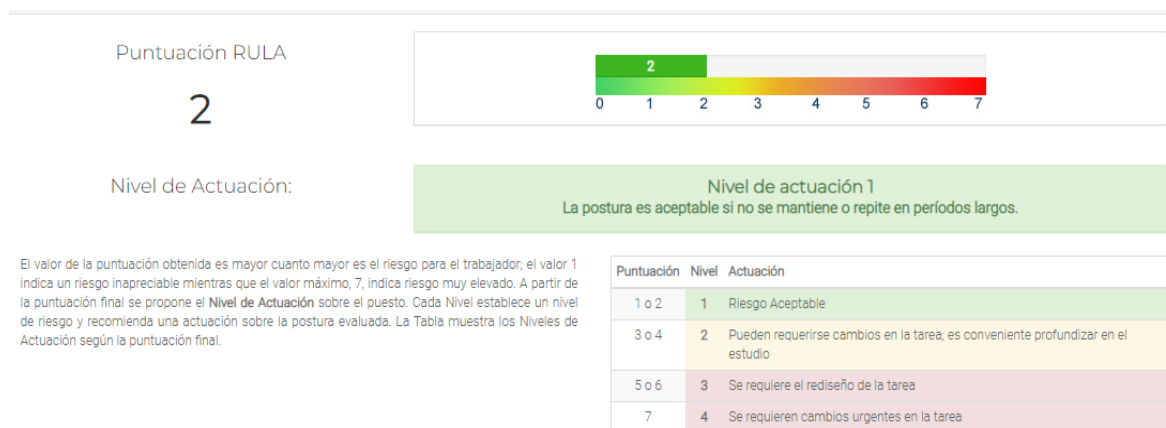 Puntuación RULA
2
2
0 1 2 3 4 5 6 7
Nivel de Actuación:
Nivel de actuación 1
La postura es aceptable si no se mantiene o repite en períodos largos.
El valor de la puntuación obtenida es mayor cuanto mayor es el riesgo para el trabajador; el valor 1
indica un riesgo inapreciable mientras que el valor máximo, 7, indica riesgo muy elevado. A partir de
la puntuación final se propone el Nivel de Actuación sobre el puesto. Cada Nivel establece un nivel
de riesgo y recomienda una actuación sobre la postura evaluada. La Tabla muestra los Niveles de
Actuación según la puntuación final.
Puntuación Nivel Actuación
1 o 2 1 Riesgo Aceptable
3 o 4 2 Pueden requerirse cambios en la tarea; es conveniente profundizar en el
estudio
5 o 6 3 Se requiere el rediseño de la tarea
7 4 Se requieren cambios urgentes en la tarea